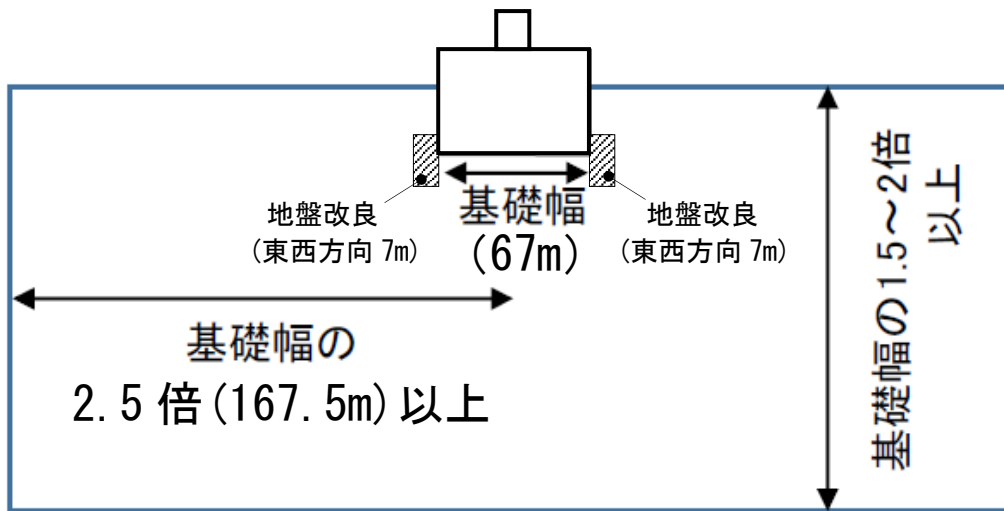 地盤改良
(東西方向 7m)
基礎幅
(67m)
地盤改良
(東西方向 7m)
基礎幅の
2.5 倍(167.5m)以上
基礎幅の1.5～2倍
以上